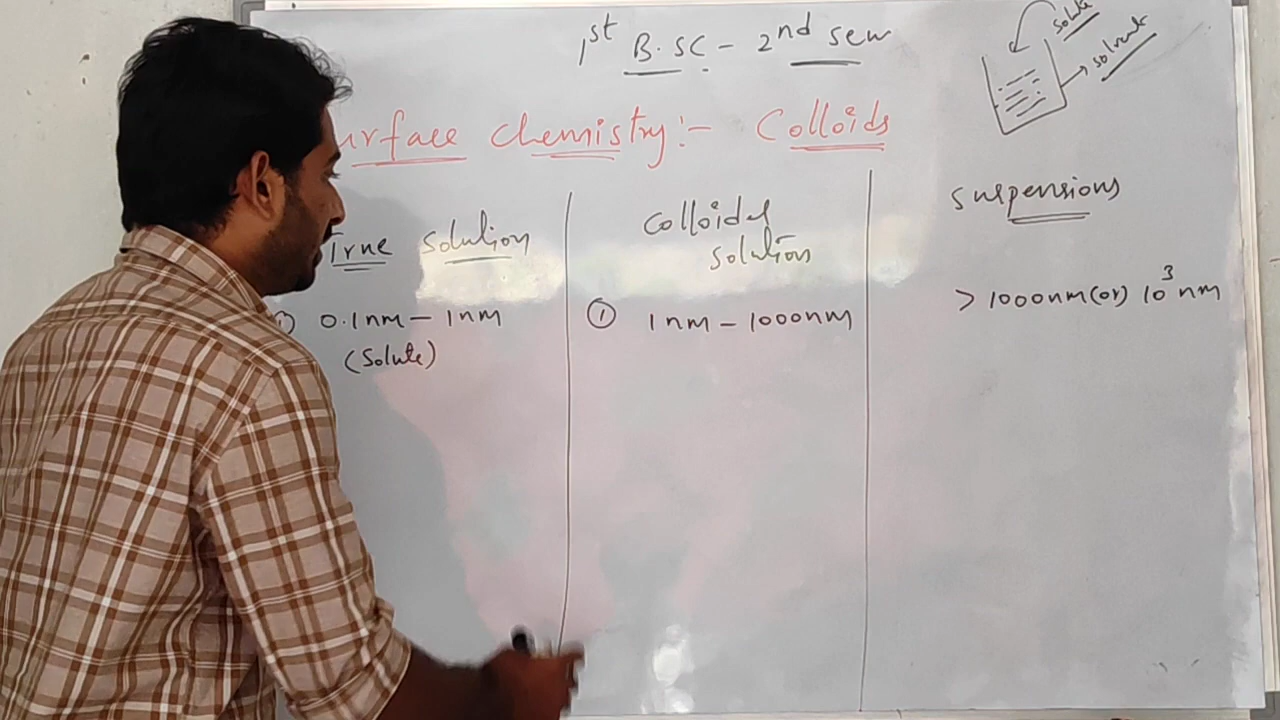 1st B.SC - 2nd sem
solute
solvent
urface chemistry:- Colloids
True solution
Colloidal
solution
suspensions
① 0.1nm - 1nm
(solute)
① 1nm - 1000nm
> 1000nm (or) 10³ nm